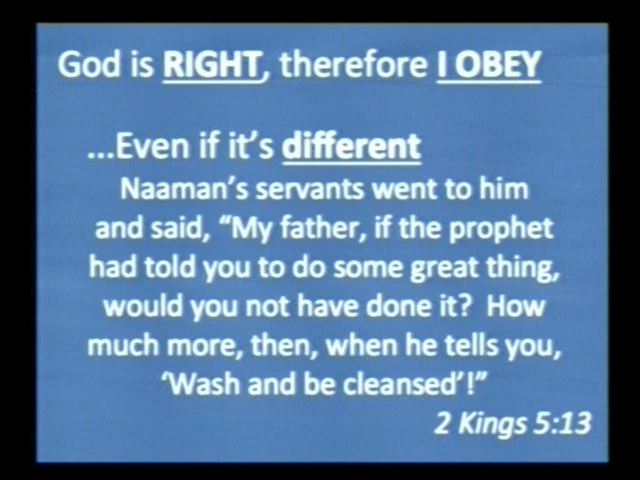 God is RIGHT, therefore I OBEY
...Even if it's different
Naaman's servants went to him
and said, “My father, if the prophet
had told you to do some great thing,
would you not have done it?  How
much more, then, when he tells you,
‘Wash and be cleansed’!”
2 Kings 5:13